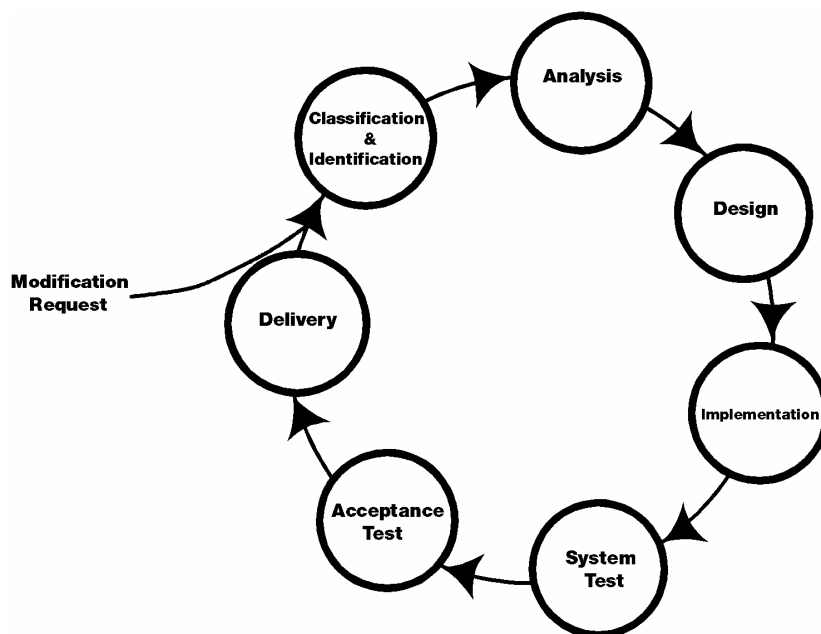 Analysis
Classification
&
Identification
Design
Modification
Request
Delivery
Implementation
Acceptance
Test
System
Test